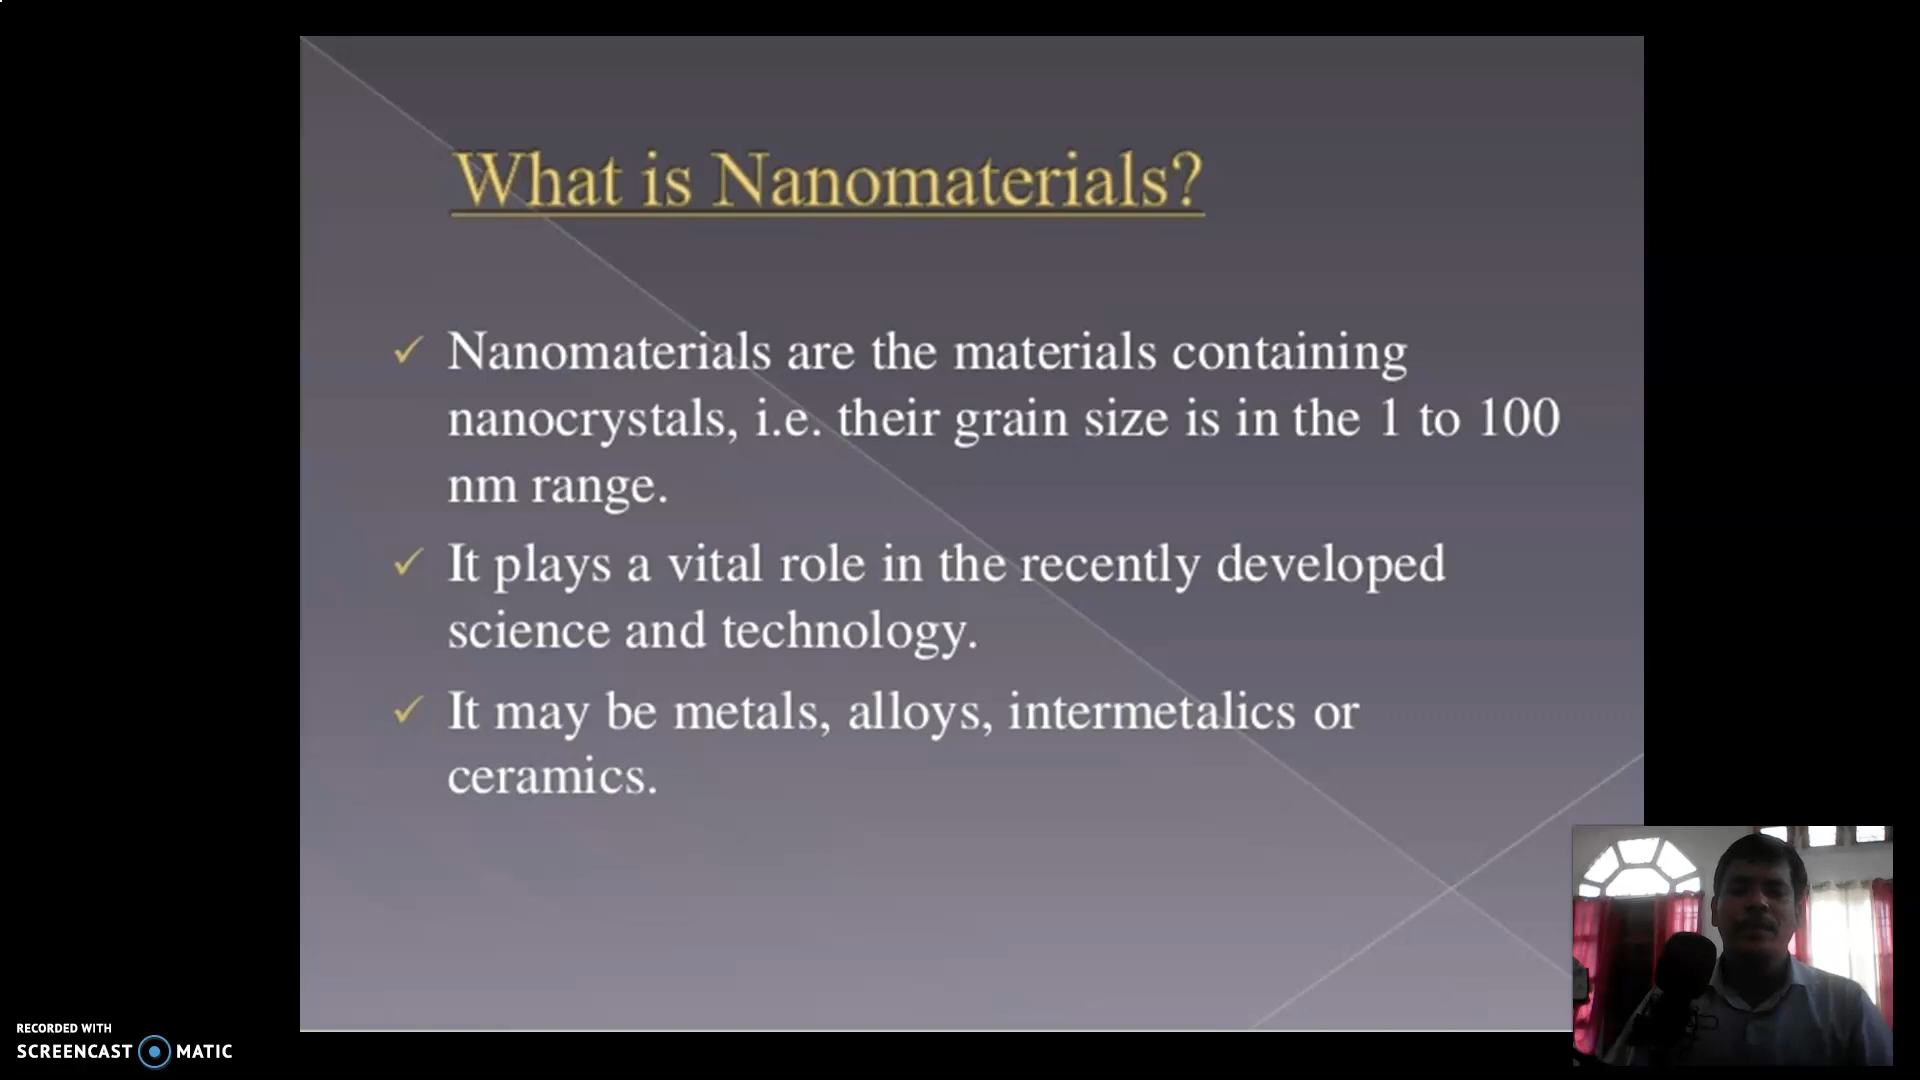 What is Nanomaterials?
✓ Nanomaterials are the materials containing
nanocrystals, i.e. their grain size is in the 1 to 100
nm range.
✓ It plays a vital role in the recently developed
science and technology.
✓ It may be metals, alloys, intermetalics or
ceramics.
RECORDED WITH
SCREENCAST MATIC